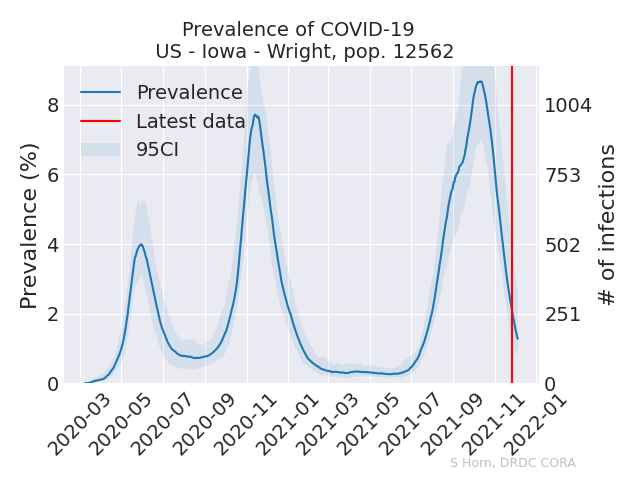 Prevalence of COVID-19
US - Iowa - Wright, pop. 12562
Prevalence
Latest data
95CI
Prevalence (%)
8
6
4
2
0
1004
753
502
251
0
# of infections
2020-03
2020-05
2020-07
2020-09
2020-11
2021-01
2021-03
2021-05
2021-07
2021-09
2021-11
2022-01
S Horn, DRDC CORA